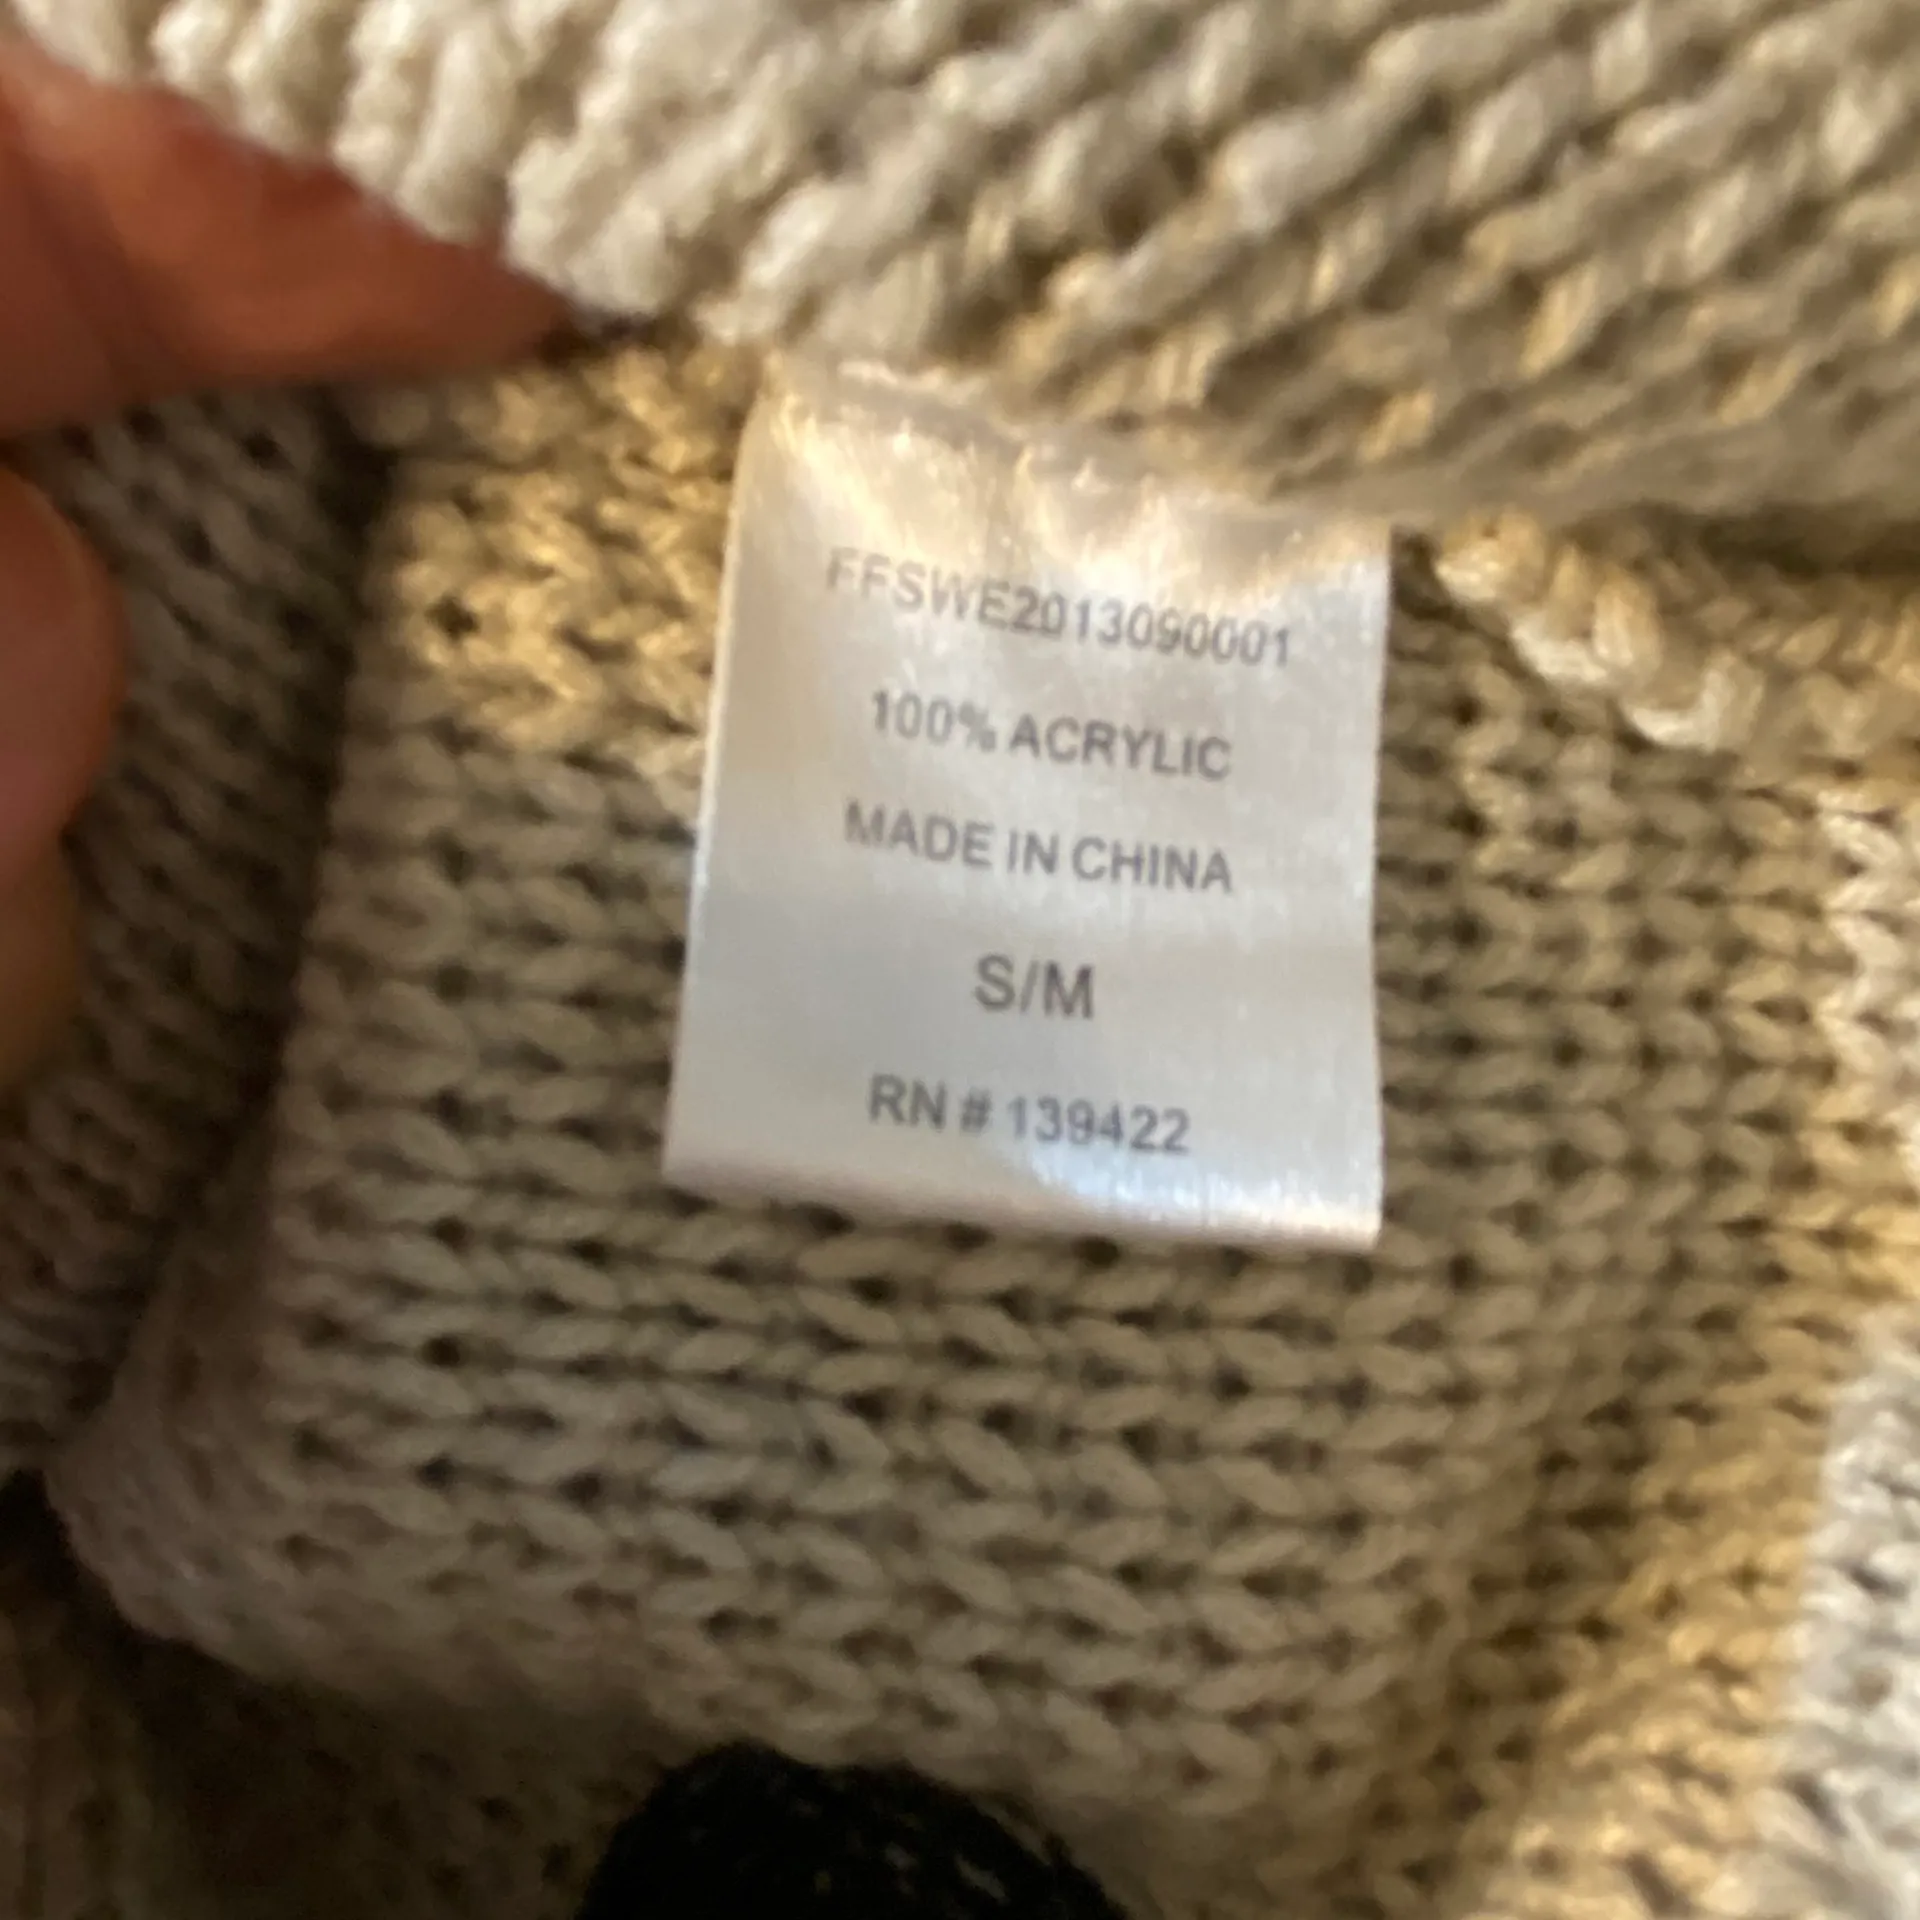 FFSWE2013090001
100% ACRYLIC
MADE IN CHINA
S/M
RN # 139422